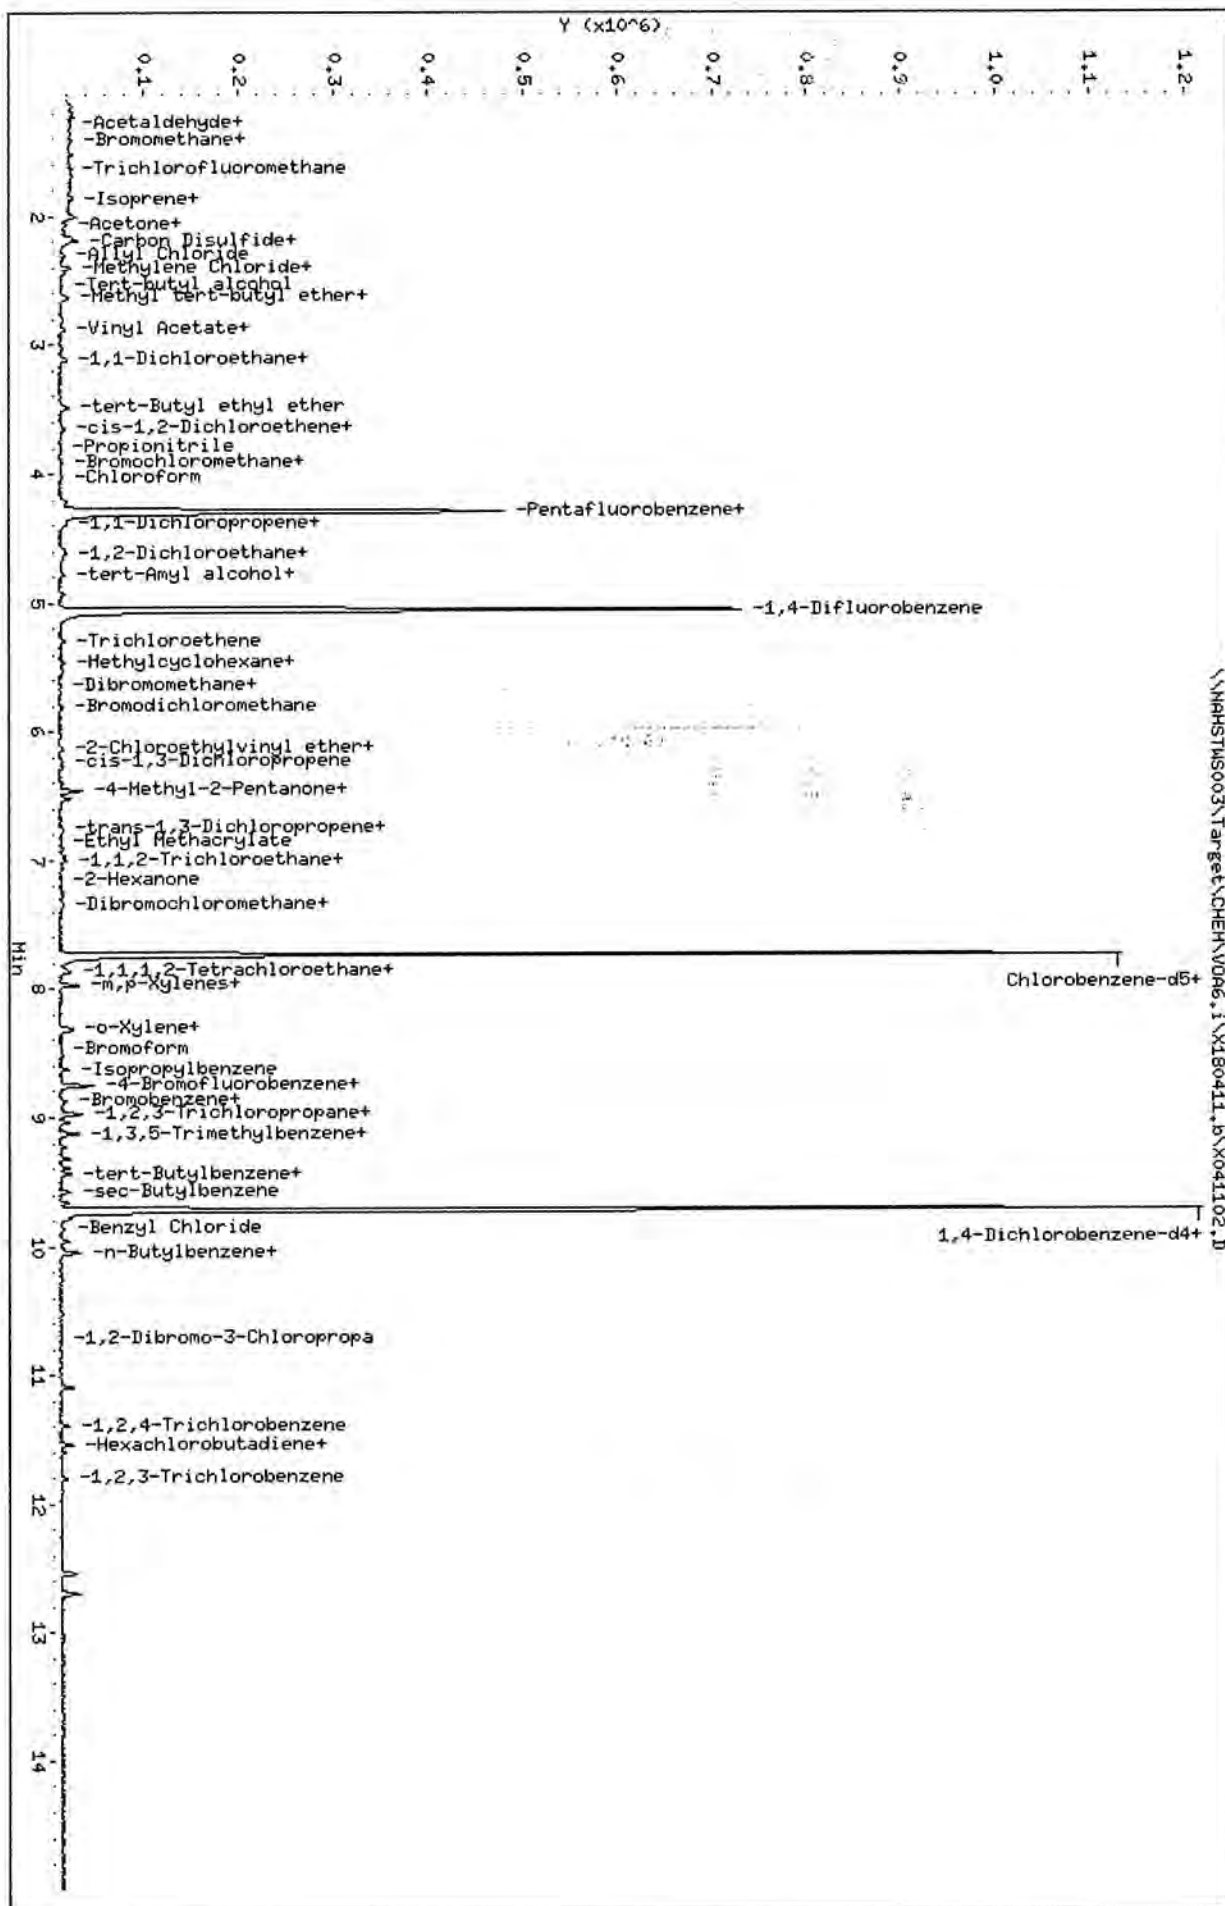 Y (x10^6)
0.1-
0.2-
0.3-
0.4-
0.5-
0.6-
0.7-
0.8-
0.9-
1.0-
1.1-
1.2-
-Acetaldehyde+
-Bromomethane+
-Trichlorofluoromethane
-Isoprene+
2-
-Acetone+
-Carbon Disulfide+
-Allyl Chloride
-Methylene Chloride+
-Tert-butyl alcohol
-Methyl tert-butyl ether+
-Vinyl Acetate+
3-
-1,1-Dichloroethane+
-tert-Butyl ethyl ether
-cis-1,2-Dichloroethene+
-Propionitrile
-Bromochloromethane+
4-
-Chloroform
-Pentafluorobenzene+
-1,1-Dichloropropene+
-1,2-Dichloroethane+
-tert-Amyl alcohol+
5-
-1,4-Difluorobenzene
-Trichloroethene
-Methylcyclohexane+
-Dibromomethane+
-Bromodichloromethane
6-
-2-Chloroethylvinyl ether+
-cis-1,3-Dichloropropene
-4-Methyl-2-Pentanone+
-trans-1,3-Dichloropropene+
-Ethyl Methacrylate
7-
-1,1,2-Trichloroethane+
-2-Hexanone
-Dibromochloromethane+
Min
-1,1,1,2-Tetrachloroethane+
Chlorobenzene-d5+
-m,p-Xylenes+
8-
-o-Xylene+
-Bromoform
-Isopropylbenzene
-4-Bromofluorobenzene+
-Bromobenzene+
-1,2,3-Trichloropropane+
9-
-1,3,5-Trimethylbenzene+
-tert-Butylbenzene+
-sec-Butylbenzene
-Benzyl Chloride
1,4-Dichlorobenzene-d4+
10-
-n-Butylbenzene+
-1,2-Dibromo-3-Chloropropa
11-
-1,2,4-Trichlorobenzene
-Hexachlorobutadiene+
-1,2,3-Trichlorobenzene
12-
13-
14-
\\NAHSTWS003\Target\CHEM\VOA6.i\X180411.b\X041102.D